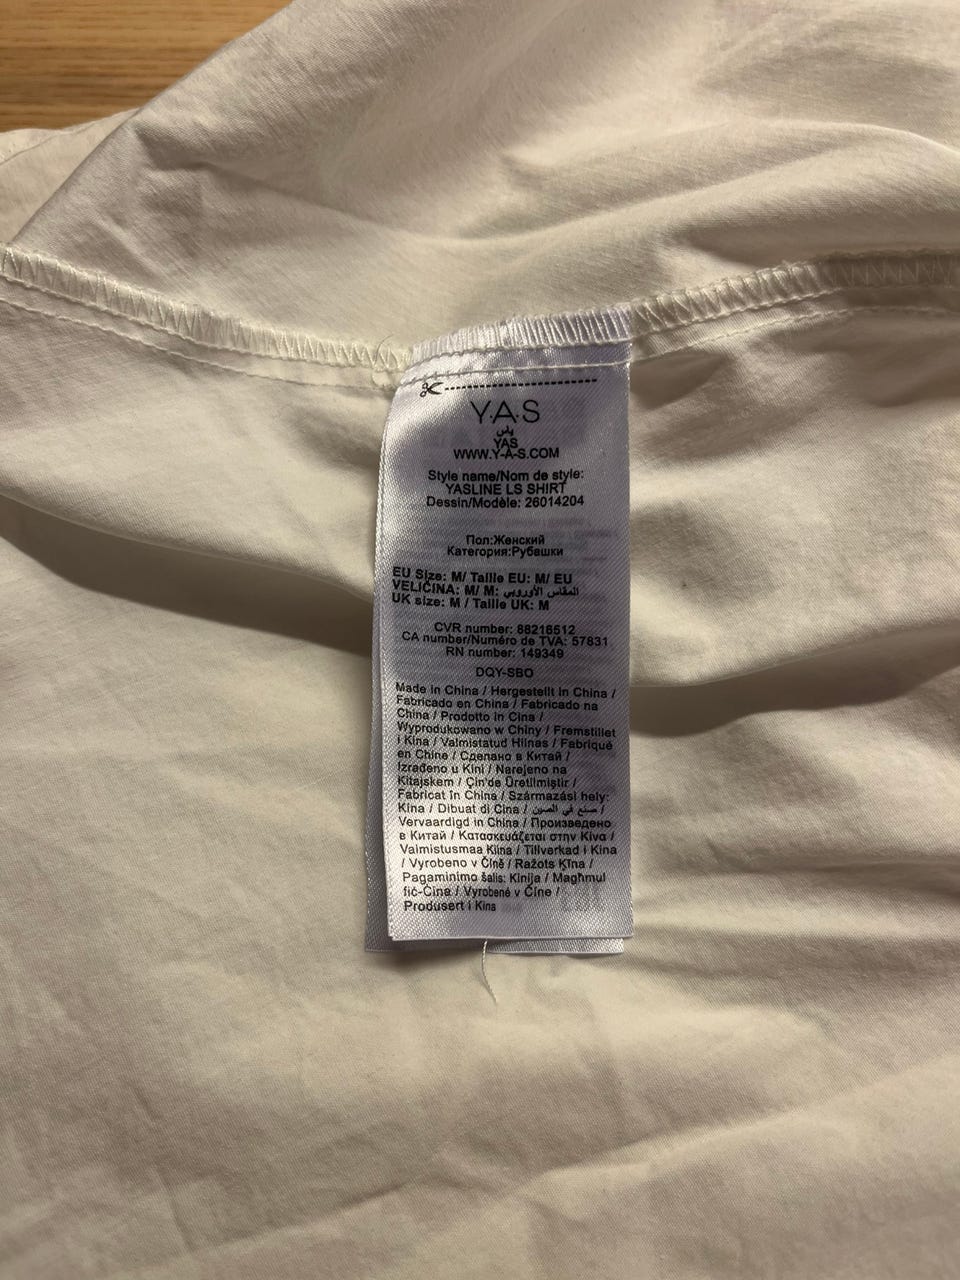 Y.A.S
ياس
YAS
WWW.Y-A-S.COM
Style name/Nom de style:
YASLINE LS SHIRT
Dessin/Modèle: 26014204
Пол:Женский
Категория:Рубашки
EU Size: M/ Taille EU: M/ EU
VELIČINA: M/ M: المقاس الأوروبي
UK size: M / Taille UK: M
CVR number: 88216512
CA number/Numéro de TVA: 57831
RN number: 149349
DQY-SBO
Made in China / Hergestellt in China /
Fabricado en China / Fabricado na
China / Prodotto in Cina /
Wyprodukowano w Chiny / Fremstillet
i Kina / Valmistatud Hiinas / Fabriqué
en Chine / Сделано в Китай /
Izrađeno u Kini / Narejeno na
Kitajskem / Çin'de Üretilmiştir /
Fabricat în China / Származási hely:
Kína / Dibuat di Cina / صنع في الصين /
Vervaardigd in China / Произведено
в Китай / Κατασκευάζεται στην Κίνα /
Valmistusmaa Kiina / Tillverkad i Kina
/ Vyrobeno v Číně / Ražots Ķīna /
Pagaminimo šalis: Kinija / Magħmul
fiċ-Ċina / Vyrobené v Číne /
Produsert i Kina